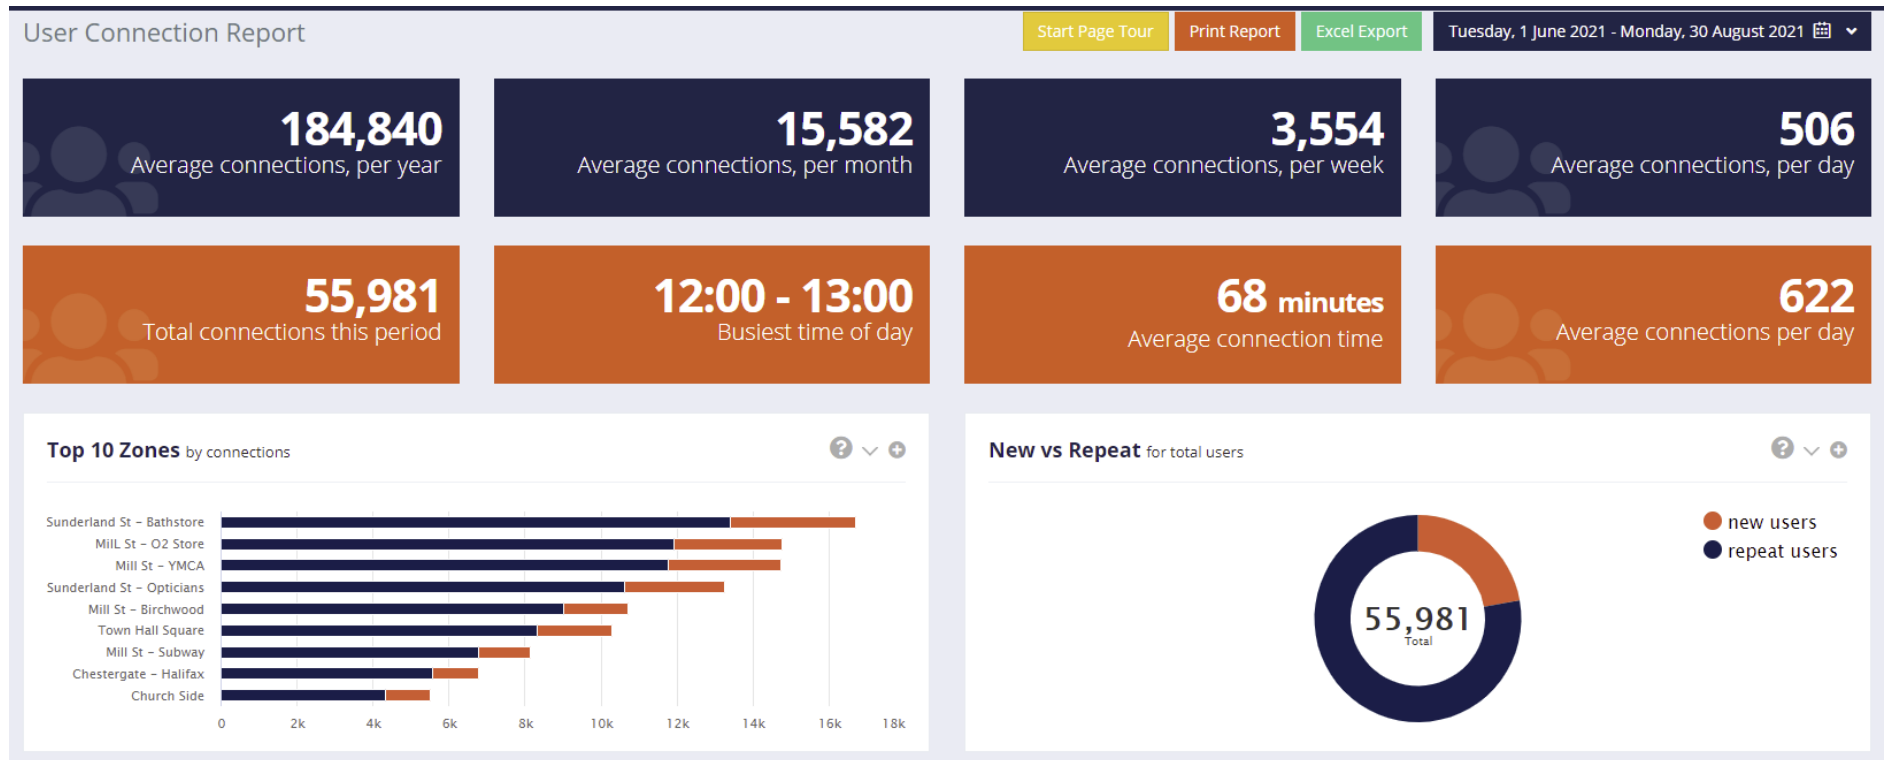 User Connection Report
Start Page Tour
Print Report
Excel Export
Tuesday, 1 June 2021 - Monday, 30 August 2021
184,840
Average connections, per year
15,582
Average connections, per month
3,554
Average connections, per week
506
Average connections, per day
55,981
Total connections this period
12:00 - 13:00
Busiest time of day
68 minutes
Average connection time
622
Average connections per day
Top 10 Zones by connections
Sunderland St - Bathstore
MilL St - O2 Store
Mill St - YMCA
Sunderland St - Opticians
Mill St - Birchwood
Town Hall Square
Mill St - Subway
Chestergate - Halifax
Church Side
0 2k 4k 6k 8k 10k 12k 14k 16k 18k
New vs Repeat for total users
new users
repeat users
55,981
Total